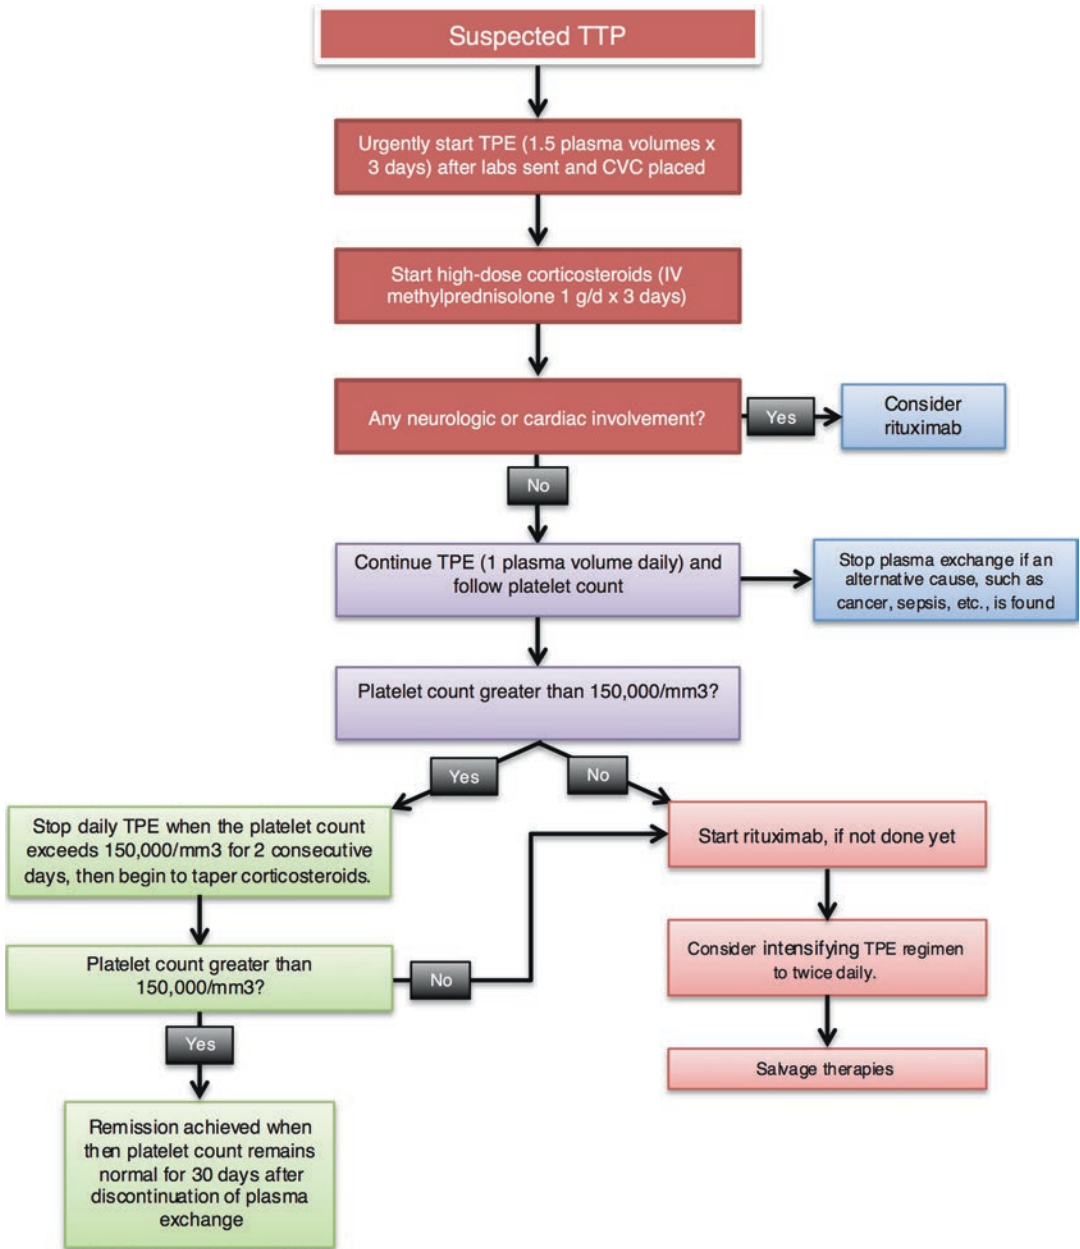 Suspected TTP
Urgently start TPE (1.5 plasma volumes x
3 days) after labs sent and CVC placed
Start high-dose corticosteroids (IV
methylprednisolone 1 g/d x 3 days)
Any neurologic or cardiac involvement?
Yes
Consider
rituximab
No
Continue TPE (1 plasma volume daily) and
follow platelet count
Stop plasma exchange if an
alternative cause, such as
cancer, sepsis, etc., is found
Platelet count greater than 150,000/mm3?
Yes
No
Stop daily TPE when the platelet count
exceeds 150,000/mm3 for 2 consecutive
days, then begin to taper corticosteroids.
Start rituximab, if not done yet
Platelet count greater than
150,000/mm3?
No
Consider intensifying TPE regimen
to twice daily.
Yes
Salvage therapies
Remission achieved when
then platelet count remains
normal for 30 days after
discontinuation of plasma
exchange